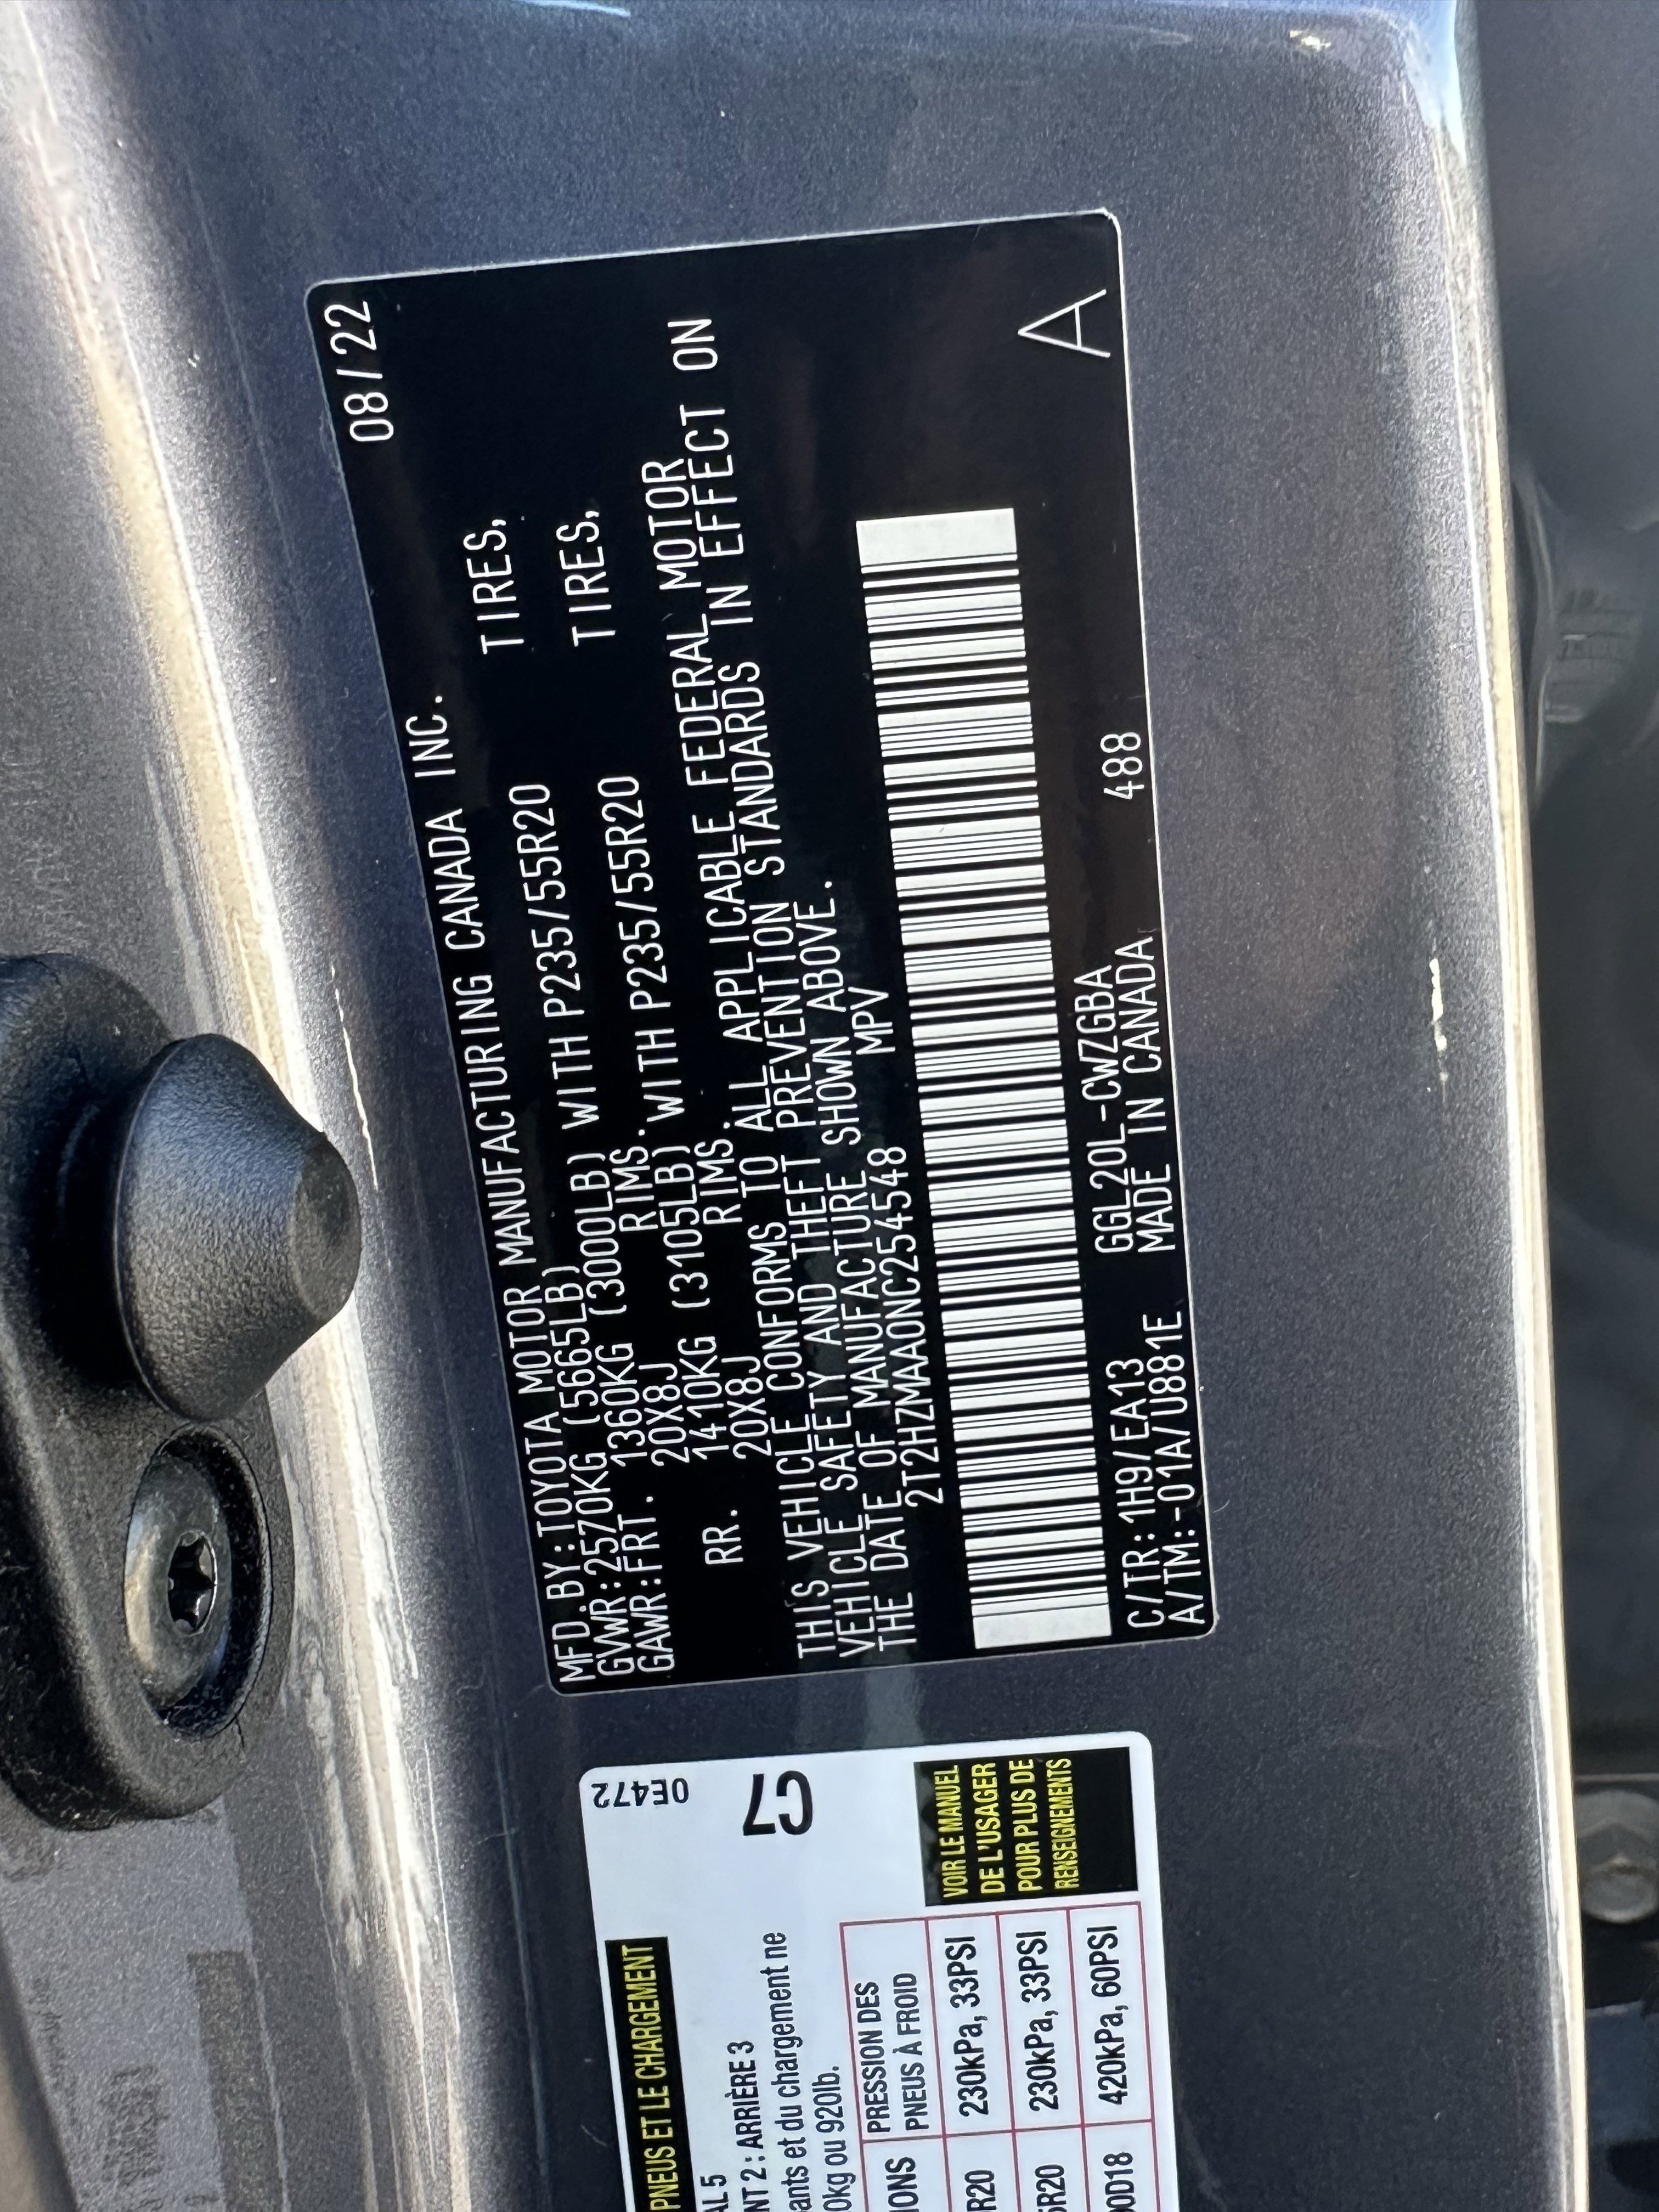 08/22
MFD.BY:TOYOTA MOTOR MANUFACTURING CANADA INC.
GVWR:2570KG (5665LB)
GAWR:FRT. 1360KG (3000LB) WITH P235/55R20 TIRES,
20X8J RIMS.
RR. 1410KG (3105LB) WITH P235/55R20 TIRES,
20X8J RIMS.
THIS VEHICLE CONFORMS TO ALL APPLICABLE FEDERAL MOTOR
VEHICLE SAFETY AND THEFT PREVENTION STANDARDS IN EFFECT ON
THE DATE OF MANUFACTURE SHOWN ABOVE.
2T2HZMAA0NC254548 MPV
C/TR:1H9/EA13 GGL20L-CWZGBA 488
A/TM:-01A/U881E MADE IN CANADA
A
0E472
C7
PNEUS ET LE CHARGEMENT
AL 5
NT 2 : ARRIÈRE 3
ants et du chargement ne
0kg ou 920lb.
IONS PRESSION DES
PNEUS À FROID
R20 230kPa, 33PSI
5R20 230kPa, 33PSI
0D18 420kPa, 60PSI
VOIR LE MANUEL
DE L'USAGER
POUR PLUS DE
RENSEIGNEMENTS